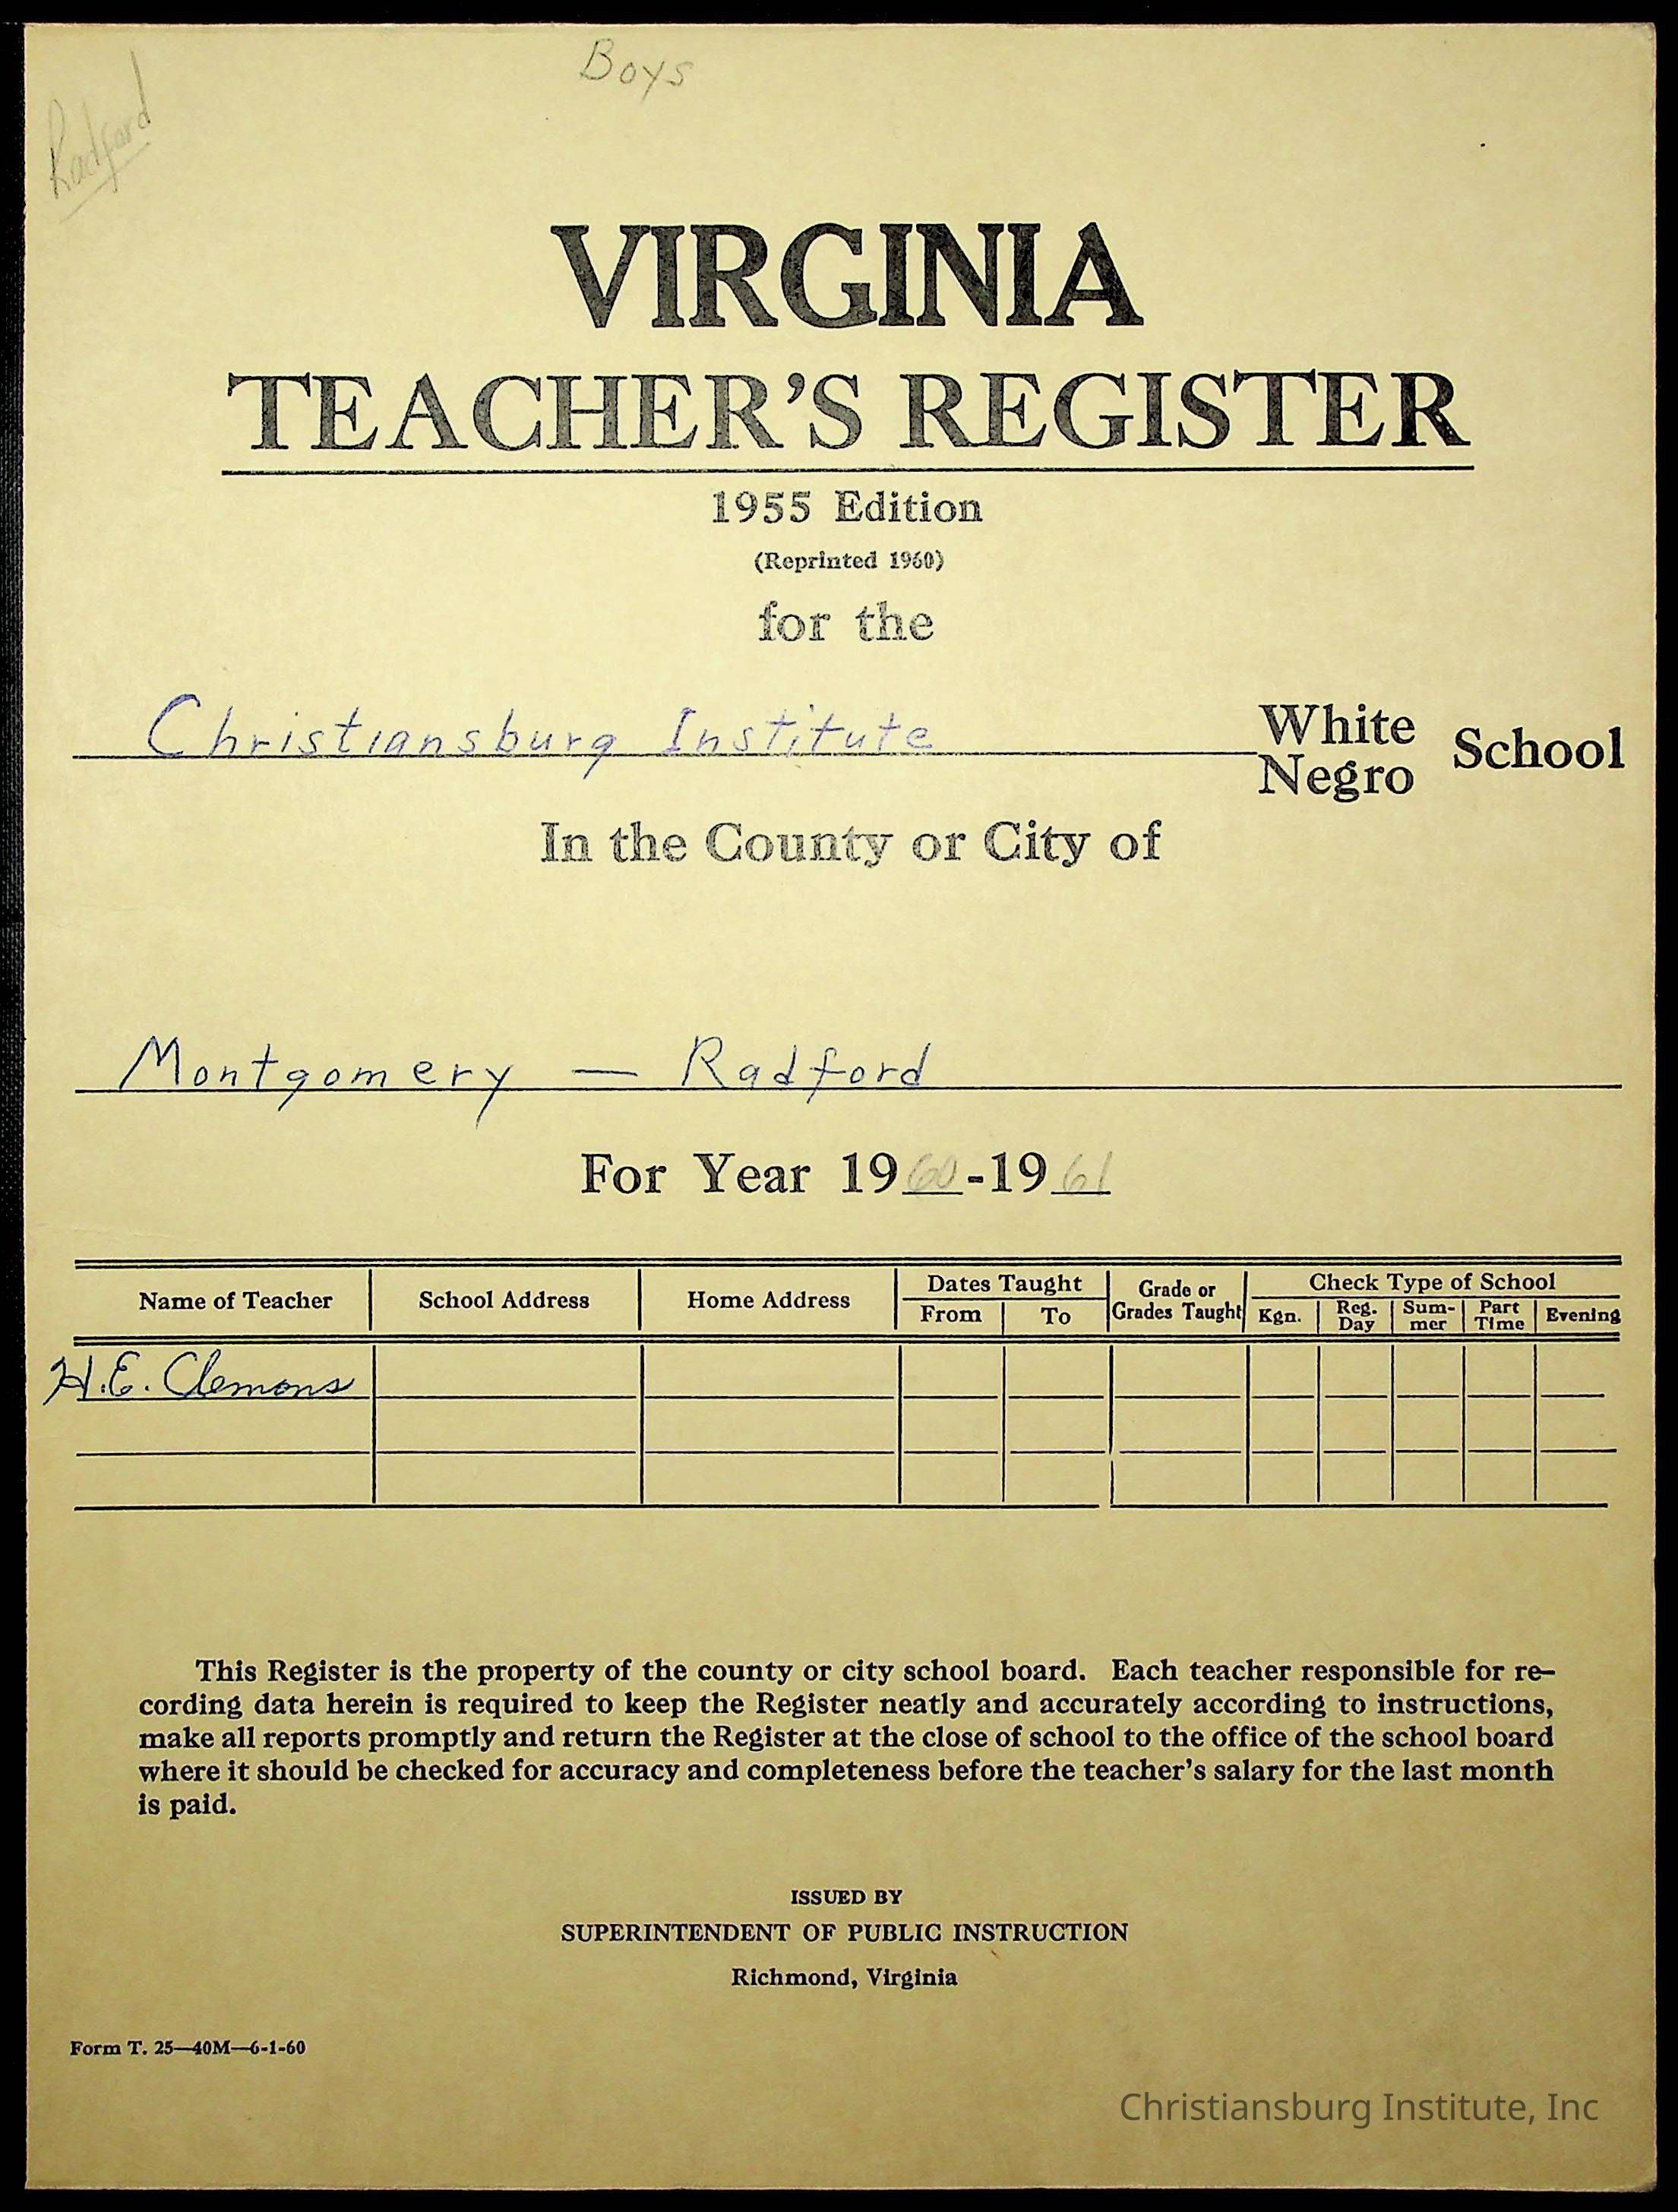 Boys
Radford
VIRGINIA
TEACHER'S REGISTER
1955 Edition
(Reprinted 1960)
for the
Christiansburg Institute White Negro School
In the County or City of
Montgomery — Radford
For Year 1960-1961
Name of Teacher School Address Home Address Dates Taught From To Grade or Grades Taught Check Type of School Kgn. Reg. Day Sum-mer Part Time Evening
H.E. Clemons
This Register is the property of the county or city school board. Each teacher responsible for re-
cording data herein is required to keep the Register neatly and accurately according to instructions,
make all reports promptly and return the Register at the close of school to the office of the school board
where it should be checked for accuracy and completeness before the teacher's salary for the last month
is paid.
ISSUED BY
SUPERINTENDENT OF PUBLIC INSTRUCTION
Richmond, Virginia
Form T. 25—40M—6-1-60
Christiansburg Institute, Inc